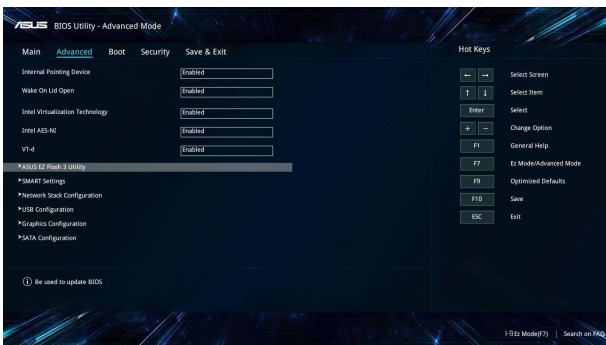 ASUS BIOS Utility - Advanced Mode
Main Advanced Boot Security Save & Exit
Hot Keys
Internal Pointing Device Enabled
Wake On Lid Open Enabled
Intel Virtualization Technology Enabled
Intel AES-NI Enabled
VT-d Enabled
ASUS EZ Flash 3 Utility
SMART Settings
Network Stack Configuration
USB Configuration
Graphics Configuration
SATA Configuration
← → Select Screen
↑ ↓ Select Item
Enter Select
+ - Change Option
F1 General Help
F7 Ez Mode/Advanced Mode
F9 Optimized Defaults
F10 Save
ESC Exit
Be used to update BIOS
Ez Mode(F7) | Search on FAQ